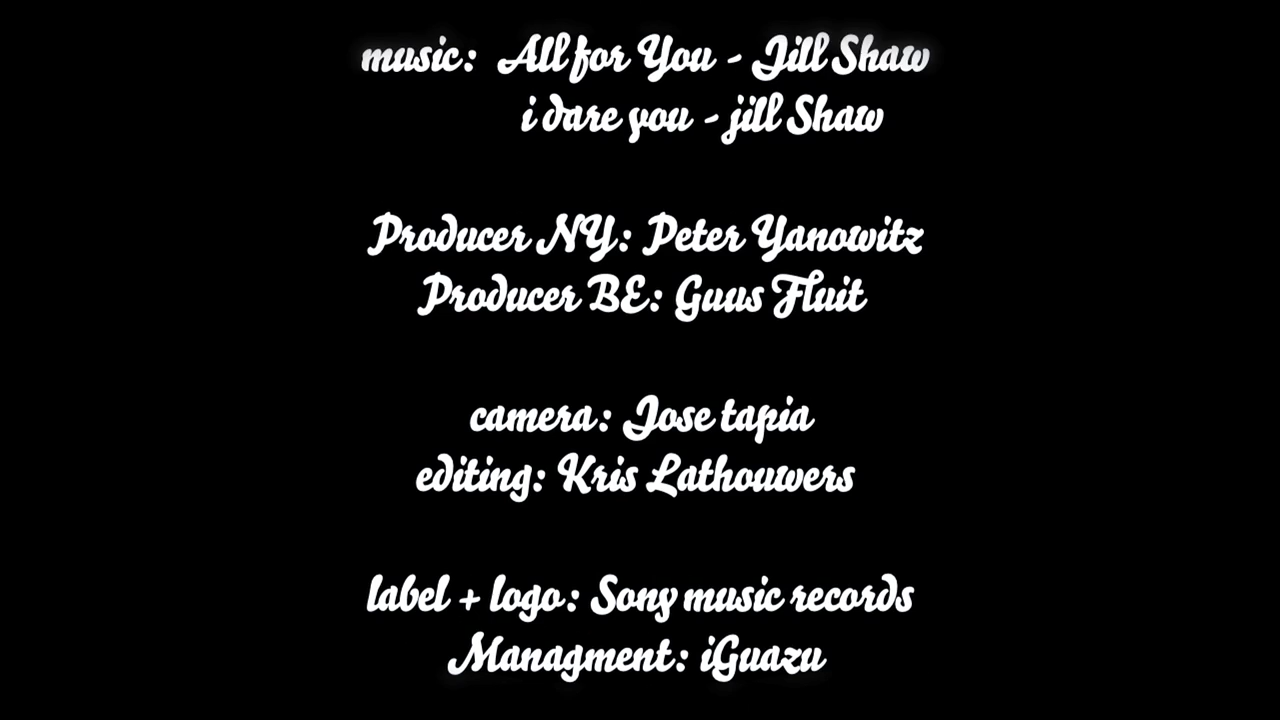 music: All for You - Jill Shaw
i dare you - jill Shaw
Producer NY: Peter Yanowitz
Producer BE: Guus Fluit
camera: Jose tapia
editing: Kris Lathouwers
label + logo: Sony music records
Managment: iGuazu